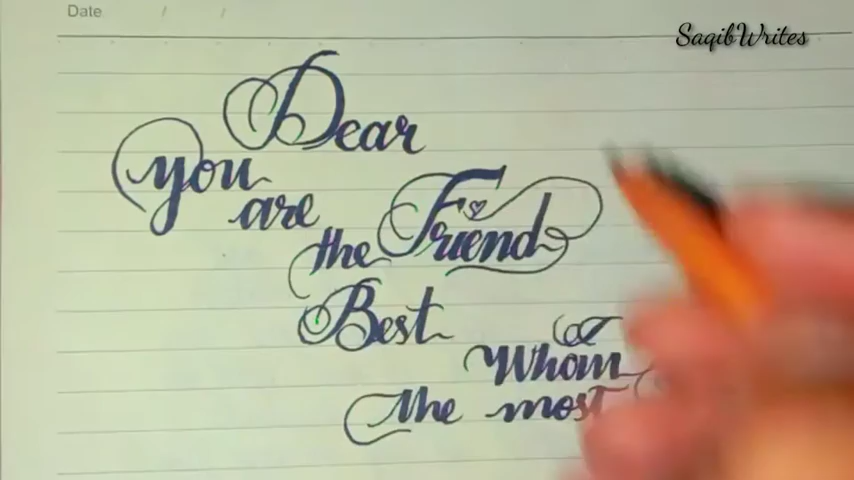 Date / /
SaqibWrites
Dear
you
are
the Friend
Best
Whom
the most